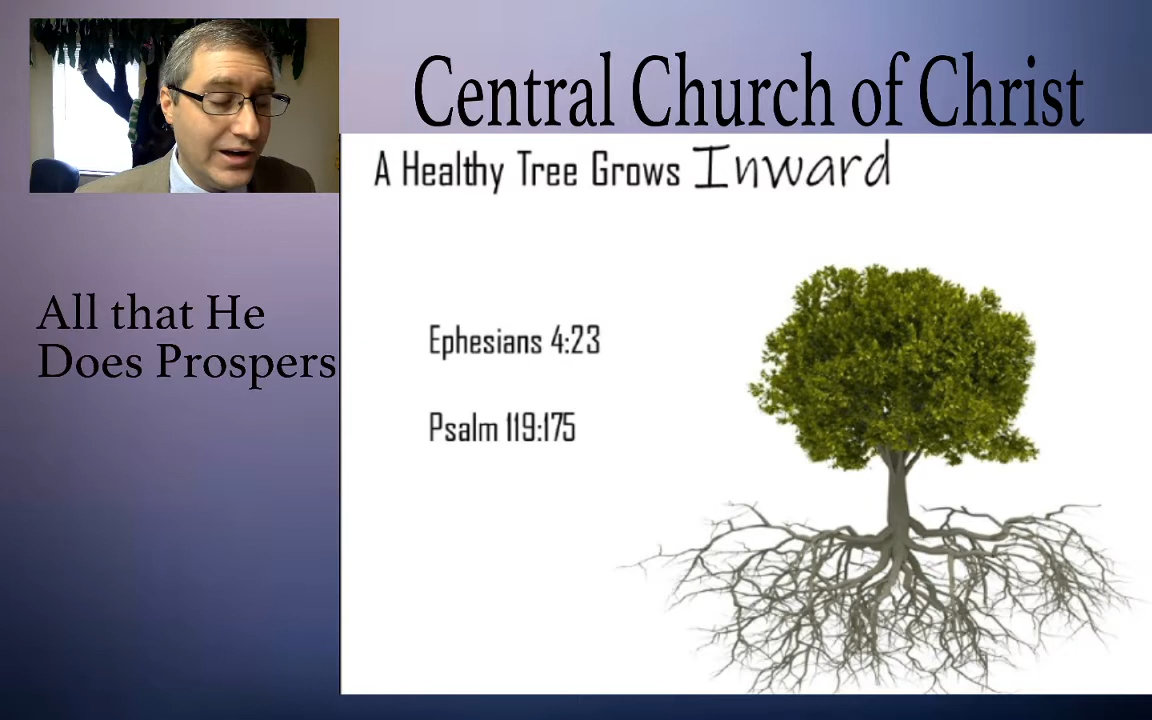 Central Church of Christ
A Healthy Tree Grows Inward
All that He
Does Prospers
Ephesians 4:23
Psalm 119:175